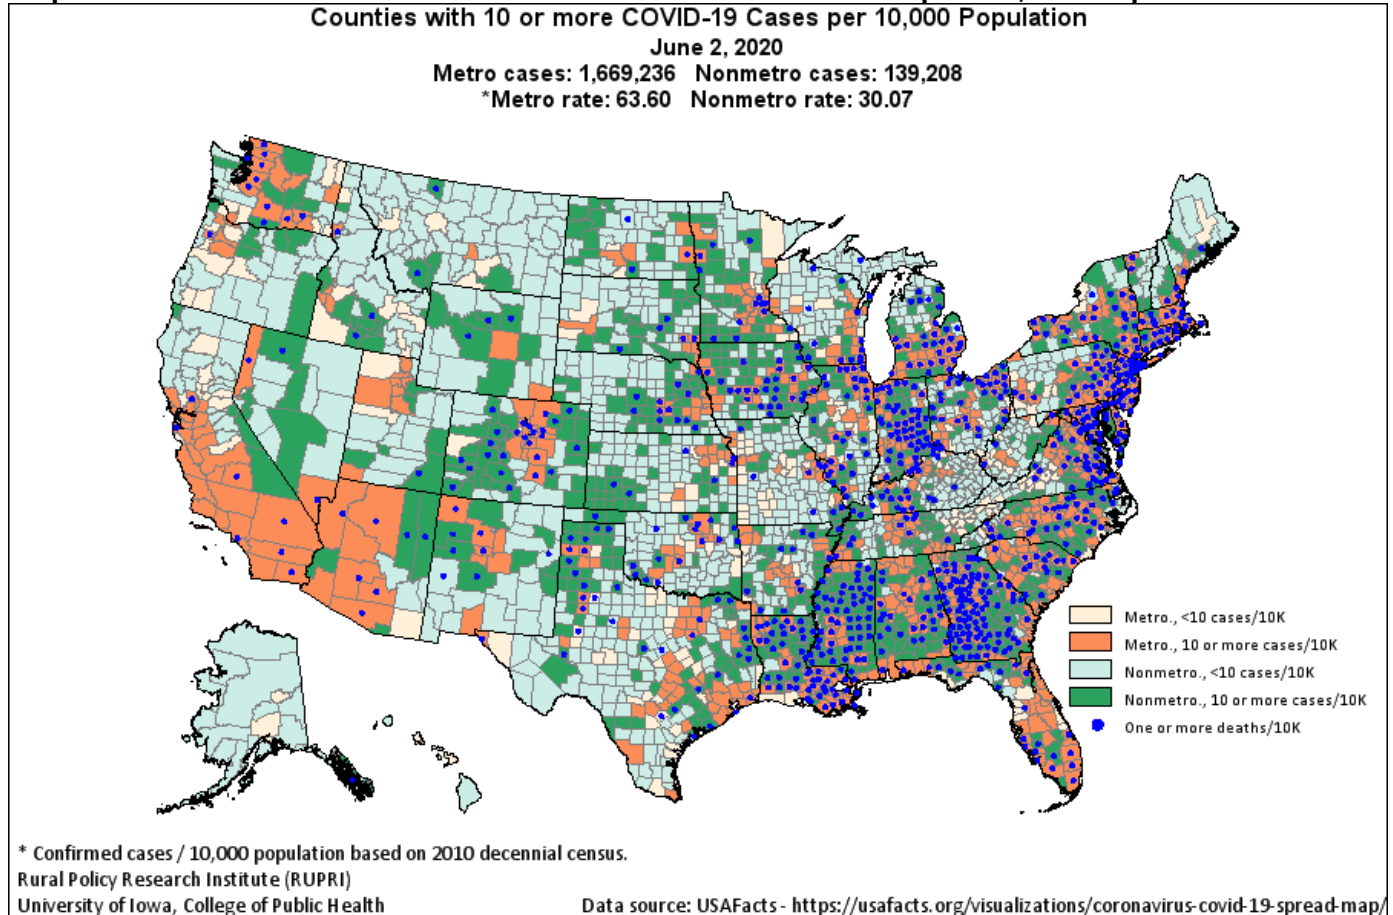 Counties with 10 or more COVID-19 Cases per 10,000 Population
June 2, 2020
Metro cases: 1,669,236 Nonmetro cases: 139,208
*Metro rate: 63.60 Nonmetro rate: 30.07
Metro., <10 cases/10K
Metro., 10 or more cases/10K
Nonmetro., <10 cases/10K
Nonmetro., 10 or more cases/10K
One or more deaths/10K
* Confirmed cases / 10,000 population based on 2010 decennial census.
Rural Policy Research Institute (RUPRI)
University of Iowa, College of Public Health
Data source: USAFacts - https://usafacts.org/visualizations/coronavirus-covid-19-spread-map/